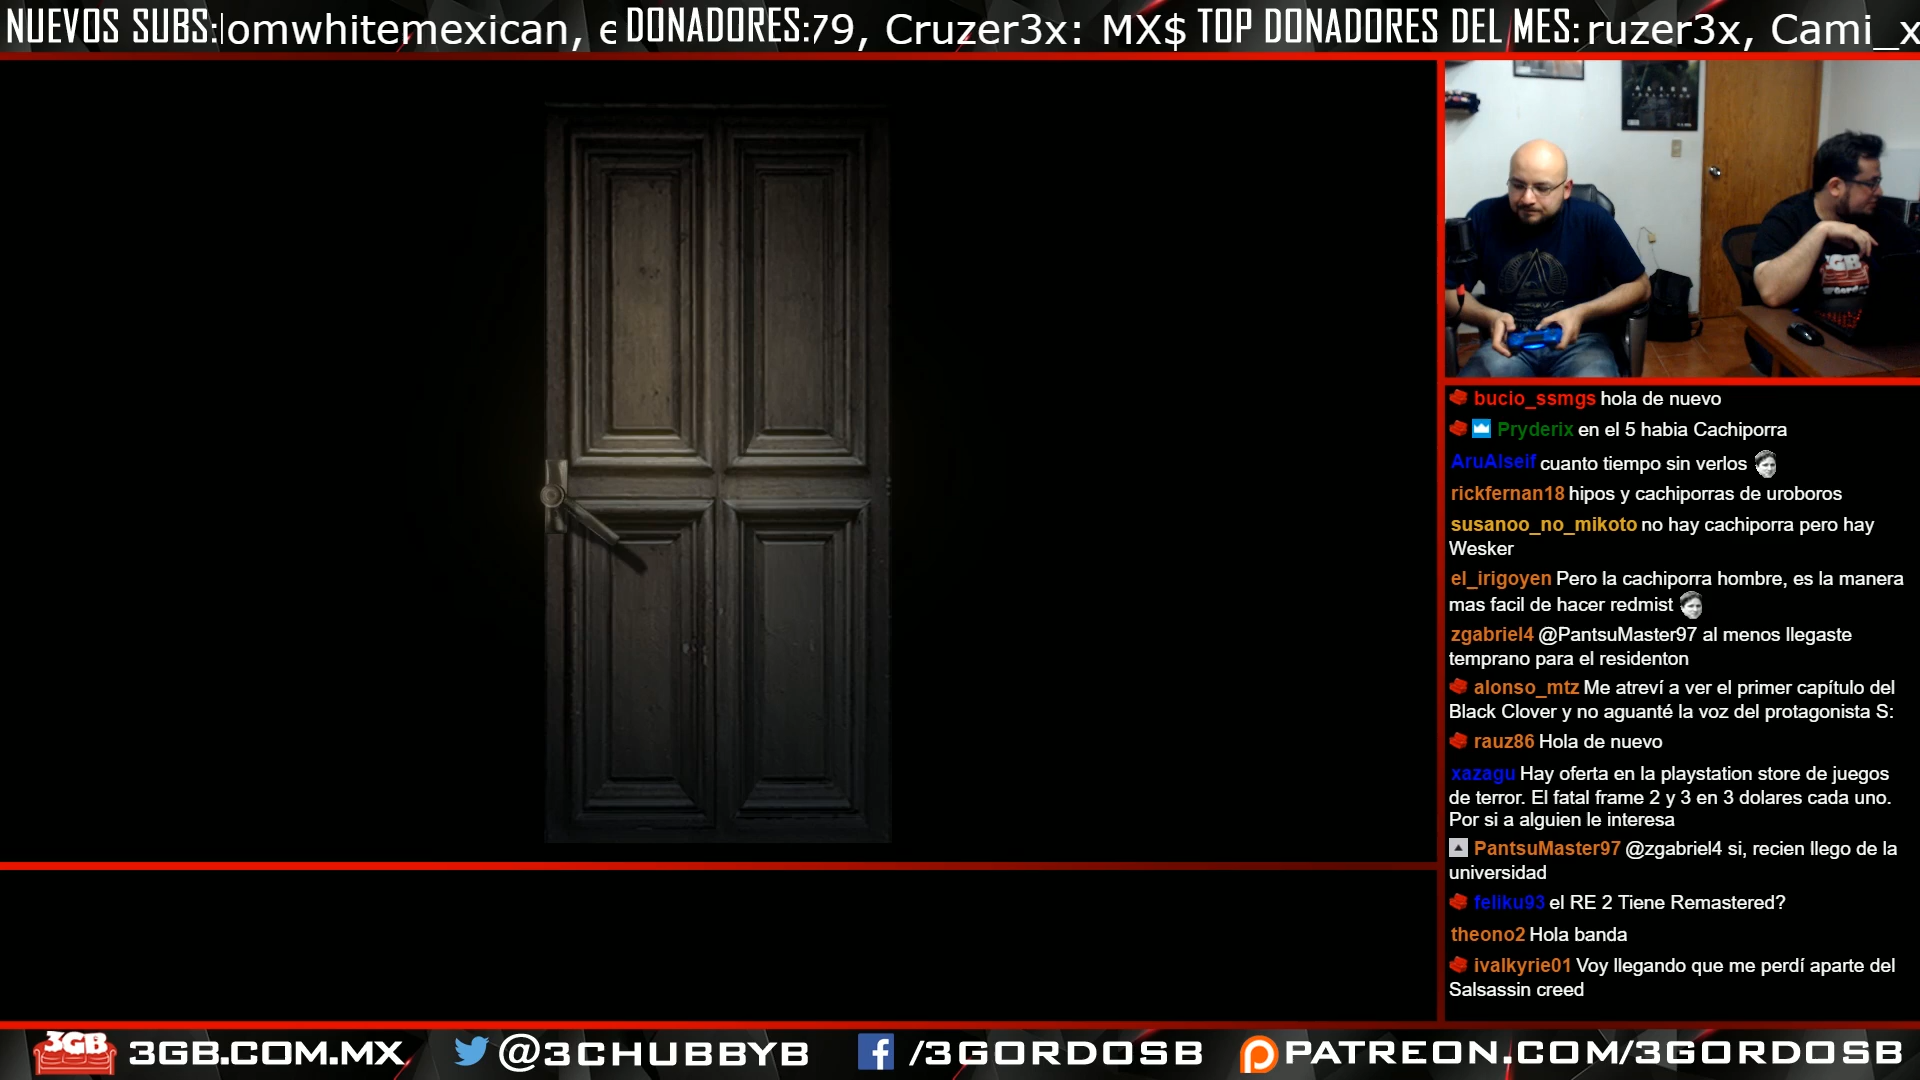 NUEVOS SUBS: omwhitemexican, e DONADORES: 79, Cruzer3x: MX$ TOP DONADORES DEL MES: ruzer3x, Cami_x
bucio_ssmgs hola de nuevo
Pryderix en el 5 habia Cachiporra
AruAlseif cuanto tiempo sin verlos
rickfernan18 hipos y cachiporras de uroboros
susanoo_no_mikoto no hay cachiporra pero hay
Wesker
el_irigoyen Pero la cachiporra hombre, es la manera
mas facil de hacer redmist
zgabriel4 @PantsuMaster97 al menos llegaste
temprano para el residenton
alonso_mtz Me atreví a ver el primer capítulo del
Black Clover y no aguanté la voz del protagonista S:
rauz86 Hola de nuevo
xazagu Hay oferta en la playstation store de juegos
de terror. El fatal frame 2 y 3 en 3 dolares cada uno.
Por si a alguien le interesa
PantsuMaster97 @zgabriel4 si, recien llego de la
universidad
feliku93 el RE 2 Tiene Remastered?
theono2 Hola banda
ivalkyrie01 Voy llegando que me perdí aparte del
Salsassin creed
3GB 3GB.COM.MX @3CHUBBYB /3GORDOSB PATREON.COM/3GORDOSB